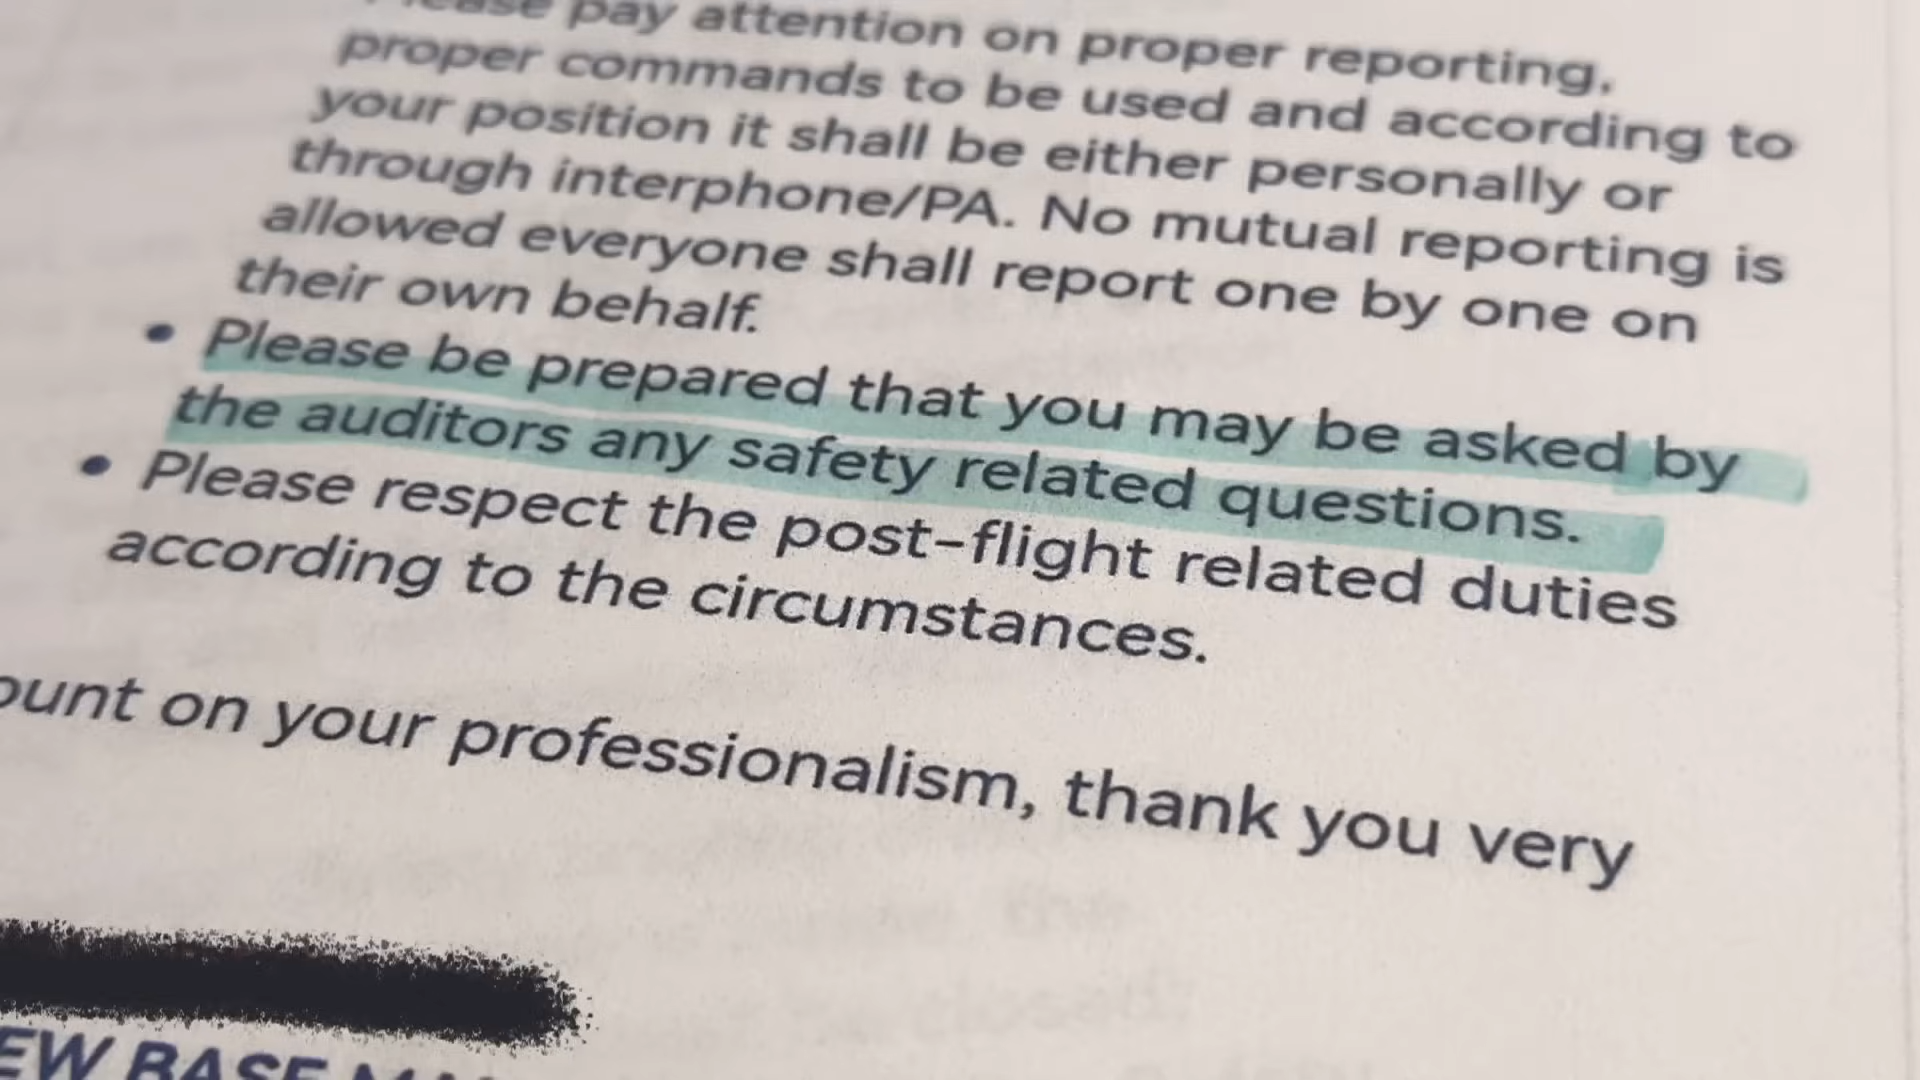 Please pay attention on proper reporting,
proper commands to be used and according to
your position it shall be either personally or
through interphone/PA. No mutual reporting is
allowed everyone shall report one by one on
their own behalf.
• Please be prepared that you may be asked by
the auditors any safety related questions.
• Please respect the post-flight related duties
according to the circumstances.
ount on your professionalism, thank you very
EW BASE